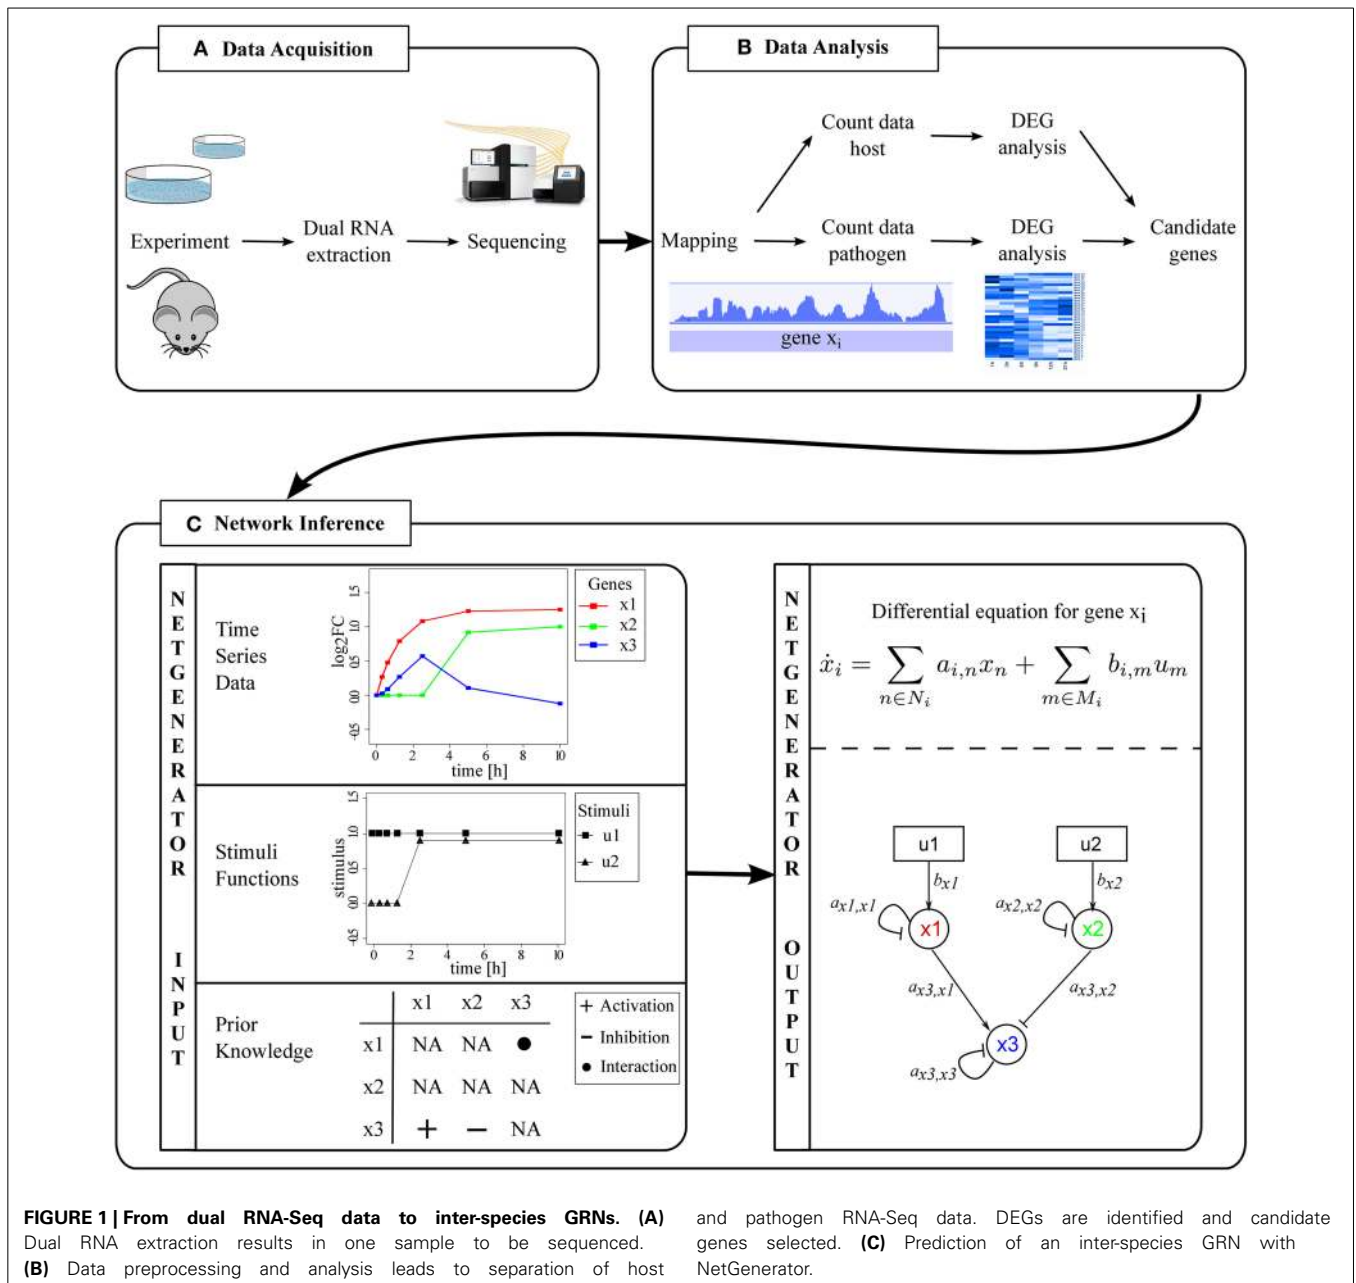 A Data Acquisition
Experiment
Dual RNA
extraction
Sequencing
B Data Analysis
Mapping
Count data
host
DEG
analysis
Count data
pathogen
DEG
analysis
Candidate
genes
gene xi
C Network Inference
NETGENERATOR INPUT
Time
Series
Data
log2FC
1.5
1.0
0.5
0.0
-0.5
0 2 4 6 8 10
time [h]
Genes
x1
x2
x3
Stimuli
Functions
stimulus
1.5
1.0
0.0
-0.5
0 2 4 6 8 10
time [h]
Stimuli
u1
u2
Prior
Knowledge
x1 x2 x3
x1 NA NA ●
x2 NA NA NA
x3 + − NA
+ Activation
− Inhibition
● Interaction
NETGENERATOR OUTPUT
Differential equation for gene xi
ẋi = ∑n∈Ni ai,nxn + ∑m∈Mi bi,mum
u1 u2
bx1 bx2
ax1,x1 x1 ax2,x2 x2
ax3,x1 ax3,x2
x3
ax3,x3
FIGURE 1 | From dual RNA-Seq data to inter-species GRNs. (A)
Dual RNA extraction results in one sample to be sequenced.
(B) Data preprocessing and analysis leads to separation of host
and pathogen RNA-Seq data. DEGs are identified and candidate
genes selected. (C) Prediction of an inter-species GRN with
NetGenerator.